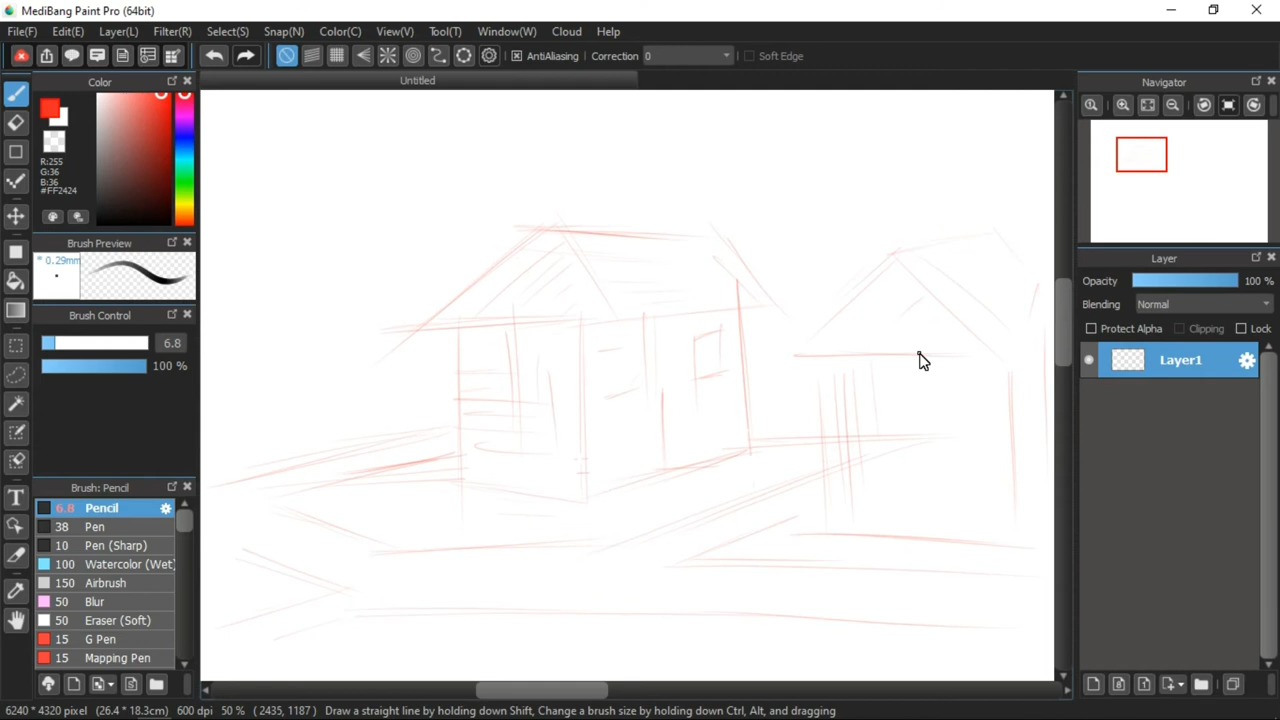 MediBang Paint Pro (64bit)
File(F) Edit(E) Layer(L) Filter(R) Select(S) Snap(N) Color(C) View(V) Tool(T) Window(W) Cloud Help
AntiAliasing Correction 0 Soft Edge
Color
Untitled
Navigator
R:255
G:36
B:36
#FF2424
Brush Preview
* 0.29mm
Layer
Opacity 100 %
Blending Normal
Brush Control
Protect Alpha Clipping Lock
6.8
100 %
Layer1
Brush: Pencil
6.8 Pencil
38 Pen
10 Pen (Sharp)
100 Watercolor (Wet)
150 Airbrush
50 Blur
50 Eraser (Soft)
15 G Pen
15 Mapping Pen
6240 * 4320 pixel (26.4 * 18.3cm) 600 dpi 50 % ( 2435, 1187 ) Draw a straight line by holding down Shift, Change a brush size by holding down Ctrl, Alt, and dragging